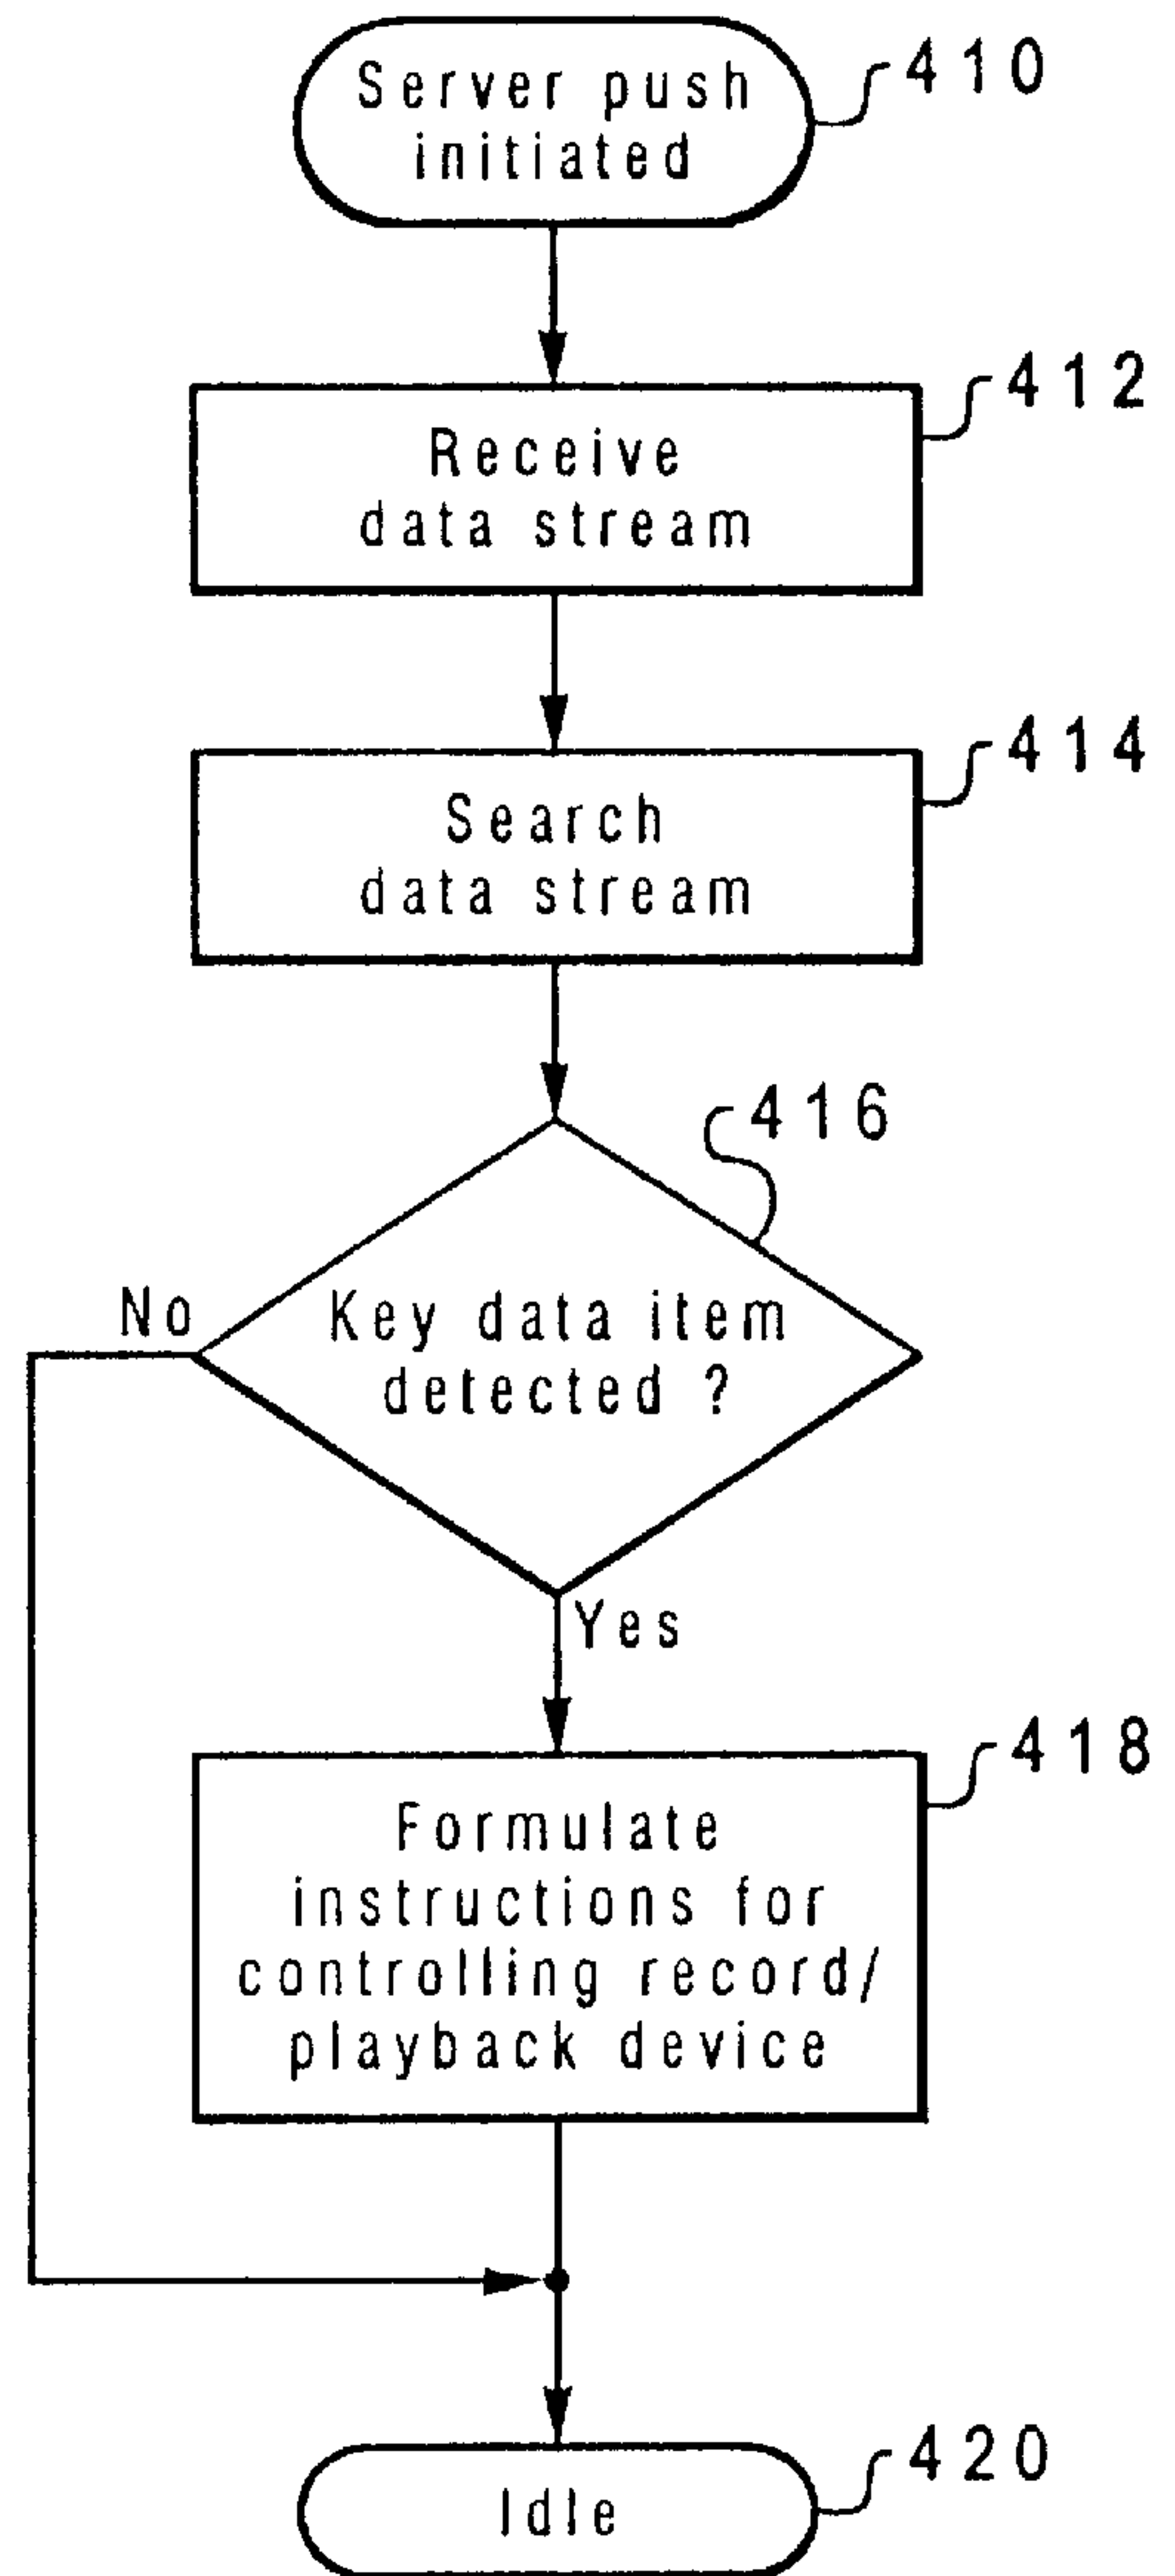 Server push
initiated
410
Receive
data stream
412
Search
data stream
414
416
No
Key data item
detected ?
Yes
418
Formulate
instructions for
controlling record/
playback device
Idle
420